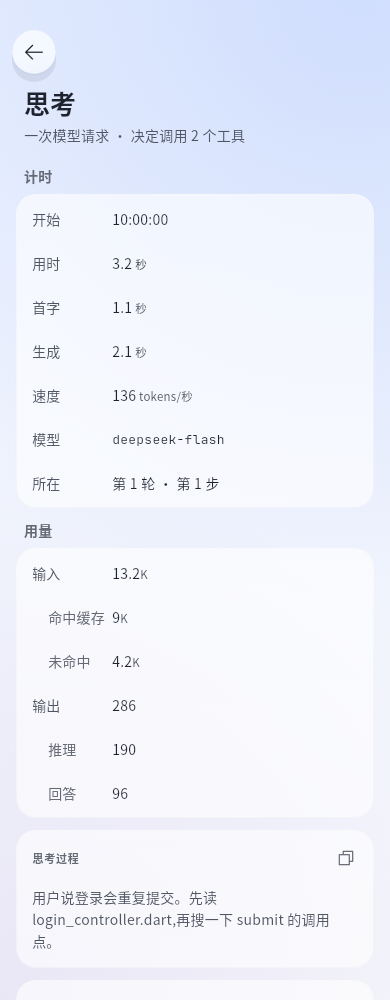 思考
一次模型请求 · 决定调用 2 个工具
计时
开始 10:00:00
用时 3.2 秒
首字 1.1 秒
生成 2.1 秒
速度 136 tokens/秒
模型 deepseek-flash
所在 第 1 轮 · 第 1 步
用量
输入 13.2K
命中缓存 9K
未命中 4.2K
输出 286
推理 190
回答 96
思考过程
用户说登录会重复提交。先读
login_controller.dart,再搜一下 submit 的调用
点。